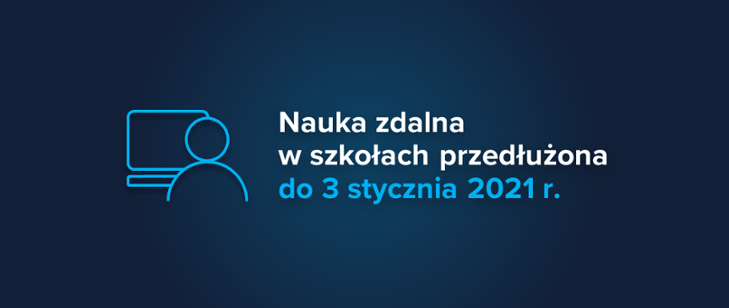 Nauka zdalna
w szkołach przedłużona
do 3 stycznia 2021 r.